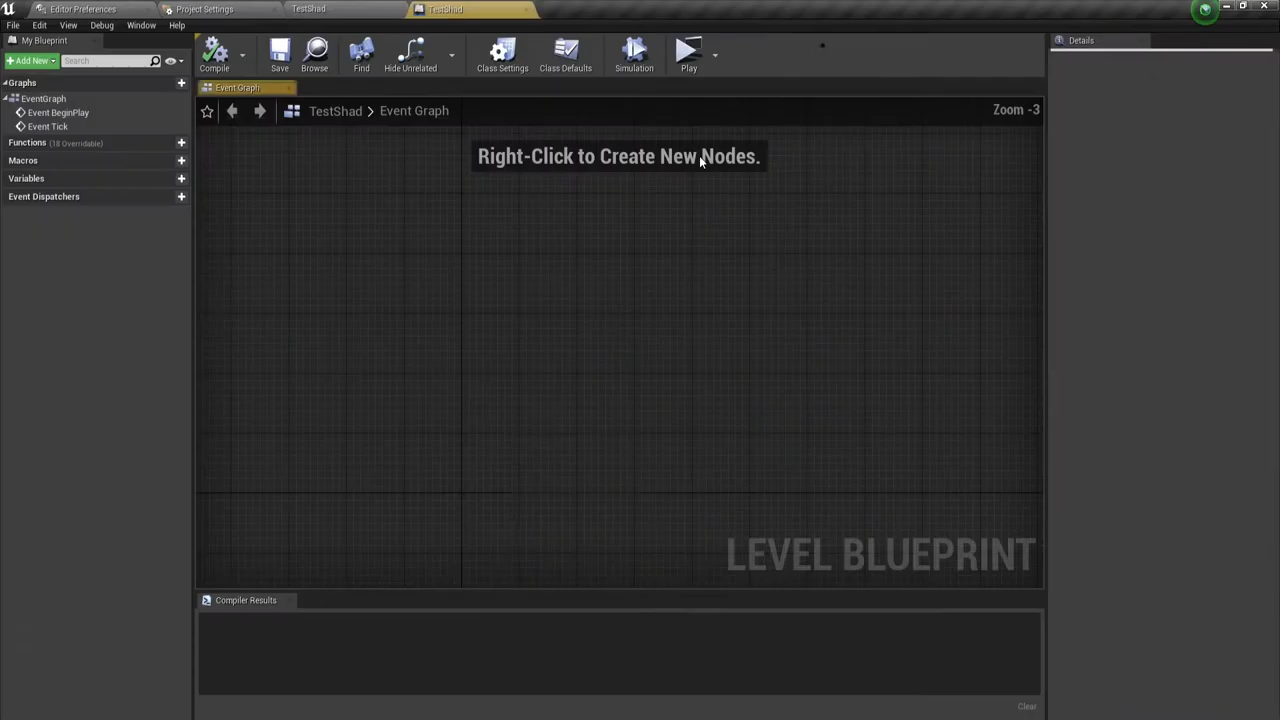 Editor Preferences
Project Settings
TestShad
TestShad
File Edit View Debug Window Help
My Blueprint
Details
Add New
Search
Compile
Save
Browse
Find
Hide Unrelated
Class Settings
Class Defaults
Simulation
Play
Graphs
EventGraph
Event BeginPlay
Event Tick
Functions (18 Overridable)
Macros
Variables
Event Dispatchers
Event Graph
TestShad > Event Graph
Zoom -3
Right-Click to Create New Nodes.
LEVEL BLUEPRINT
Compiler Results
Clear